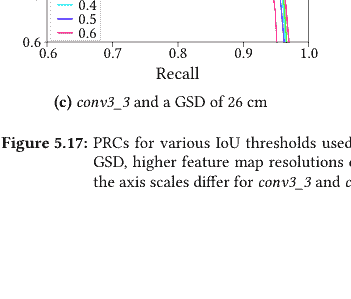 0.4
0.5
0.6
0.6
0.6 0.7 0.8 0.9 1.0
Recall
(c) conv3_3 and a GSD of 26 cm
Figure 5.17: PRCs for various IoU thresholds used
GSD, higher feature map resolutions
the axis scales differ for conv3_3 and